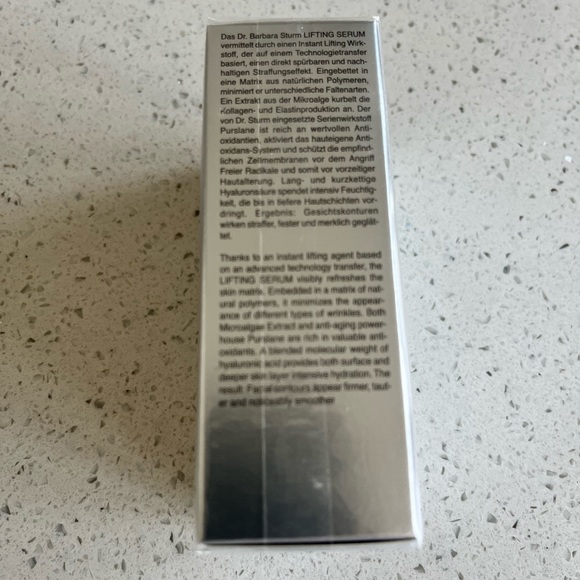 Das Dr. Barbara Sturm LIFTING SERUM
vermittelt durch einen Instant Lifting Wirk-
stoff, der auf einem Technologietransfer
basiert, einen direkt spürbaren und nach-
haltigen Straffungseffekt. Eingebettet in
eine Matrix aus natürlichen Polymeren,
minimiert er unterschiedliche Faltenarten.
Ein Extrakt aus der Mikroalge kurbelt die
Kollagen- und Elastinproduktion an. Der
von Dr. Sturm eingesetzte Serienwirkstoff
Purslane ist reich an wertvollen Anti-
oxidantien, aktiviert das hauteigene Anti-
oxidans-System und schützt die empfind-
lichen Zellmembranen vor dem Angriff
Freier Radikale und somit vor vorzeitiger
Hautalterung. Lang- und kurzkettige
Hyaluronsäure spendet intensiv Feuchtig-
keit, die bis in tiefere Hautschichten vor-
dringt. Ergebnis: Gesichtskonturen
wirken straffer, fester und merklich geglät-
tet.
Thanks to an instant lifting agent based
on an advanced technology transfer, the
LIFTING SERUM visibly refreshes the
skin matrix. Embedded in a matrix of nat-
ural polymers, it minimizes the appear-
ance of different types of wrinkles. Both
Microalgae Extract and anti-aging power-
house Purslane are rich in valuable anti-
oxidants. A blended molecular weight of
hyaluronic acid provides both surface and
deeper skin layer intensive hydration. The
result: Facial contours appear firmer, taut-
er and noticeably smoother